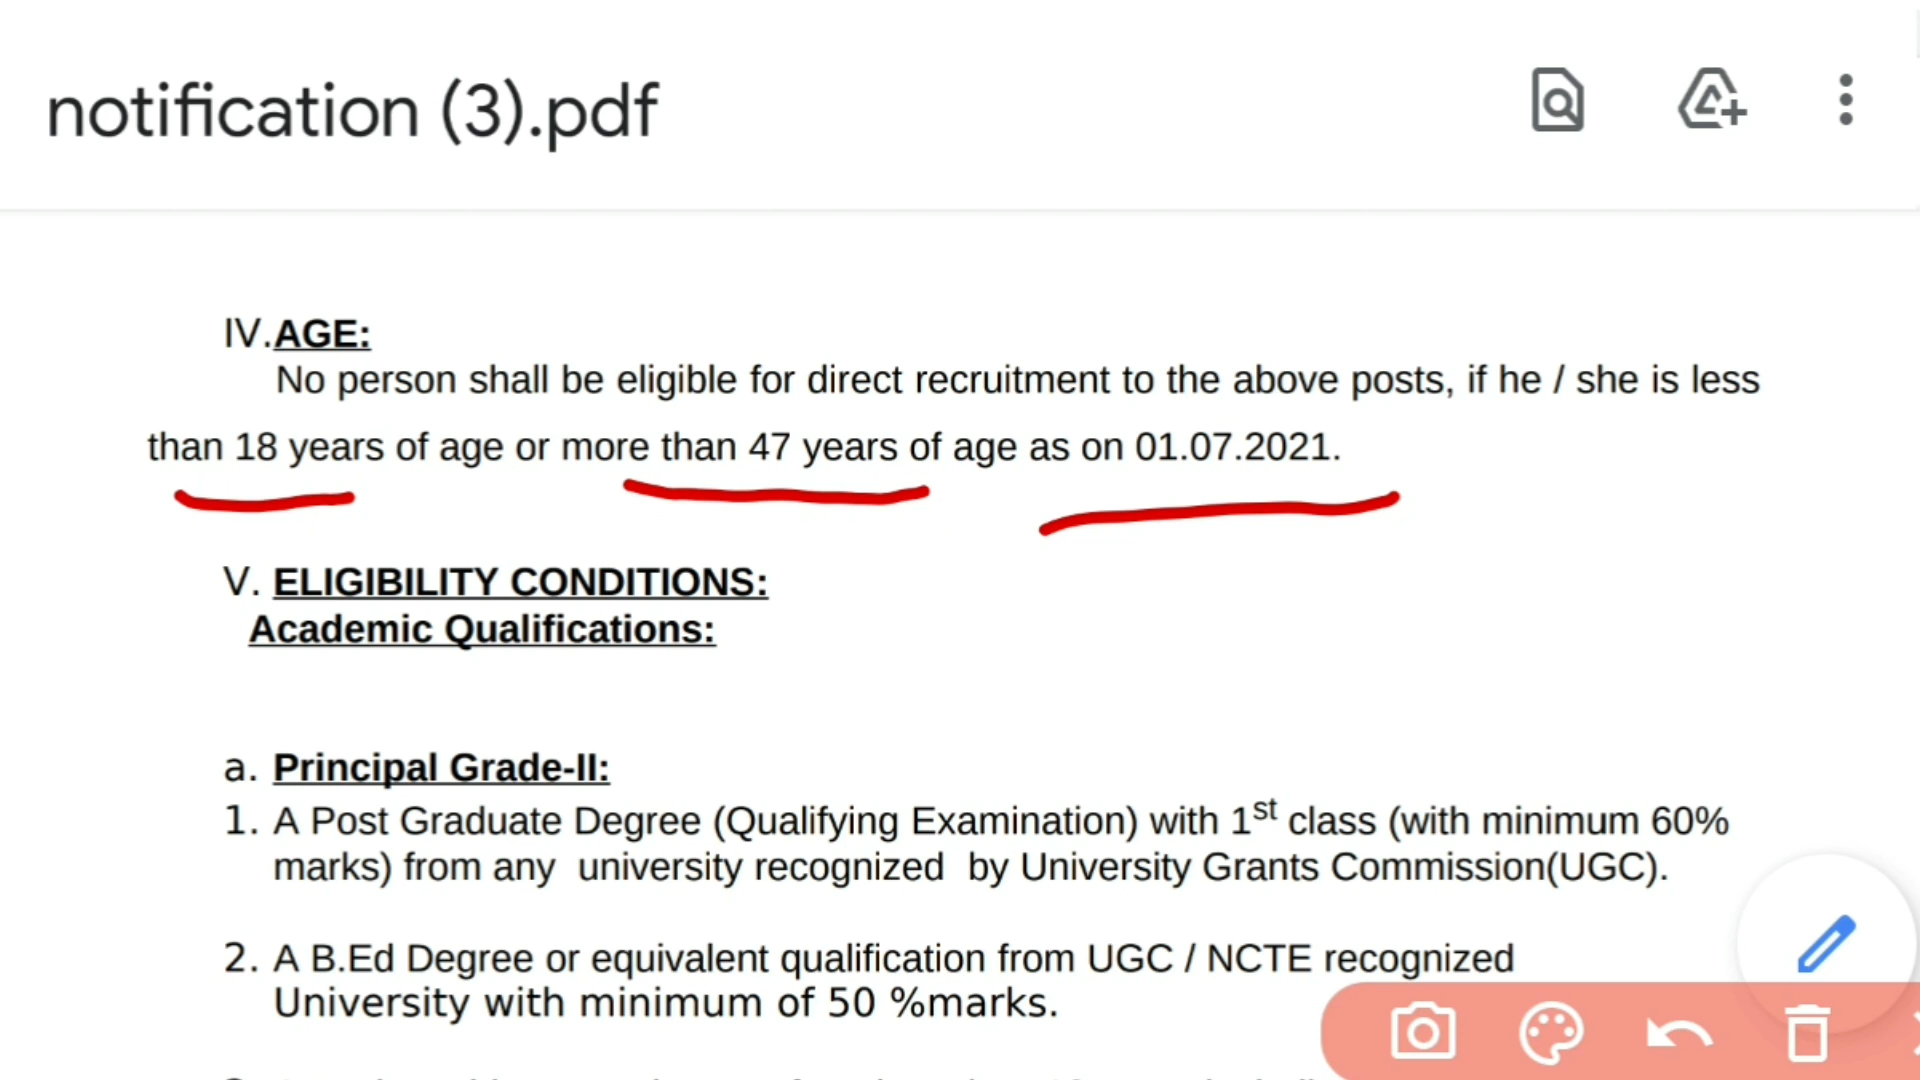 notification (3).pdf
IV.AGE:
No person shall be eligible for direct recruitment to the above posts, if he / she is less
than 18 years of age or more than 47 years of age as on 01.07.2021.
V. ELIGIBILITY CONDITIONS:
Academic Qualifications:
a. Principal Grade-II:
1. A Post Graduate Degree (Qualifying Examination) with 1st class (with minimum 60%
marks) from any university recognized by University Grants Commission(UGC).
2. A B.Ed Degree or equivalent qualification from UGC / NCTE recognized
University with minimum of 50 %marks.